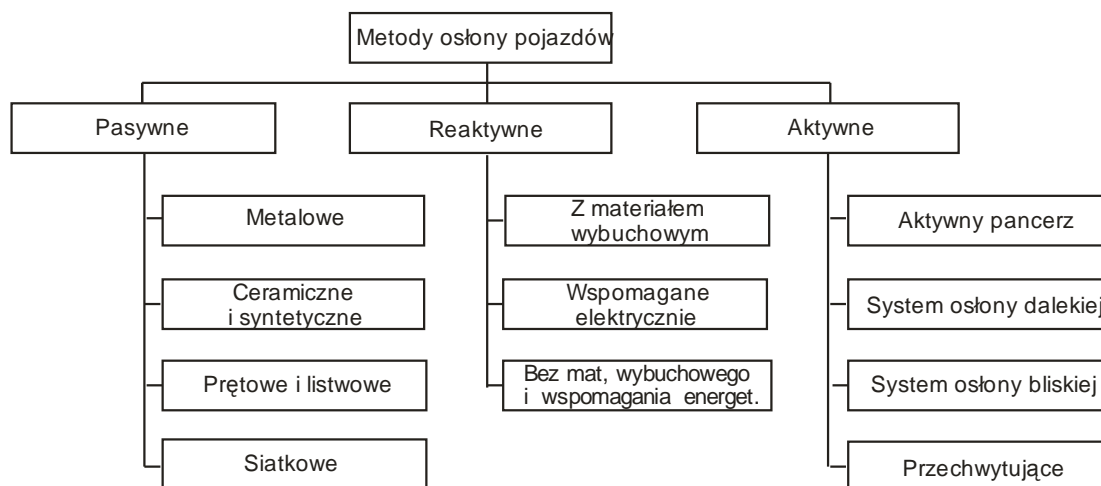 Metody osłony pojazdów
Pasywne
Reaktywne
Aktywne
Metalowe
Ceramiczne
i syntetyczne
Prętowe i listwowe
Siatkowe
Z materiałem
wybuchowym
Wspomagane
elektrycznie
Bez mat, wybuchowego
i wspomagania energet.
Aktywny pancerz
System osłony dalekiej
System osłony bliskiej
Przechwytujące